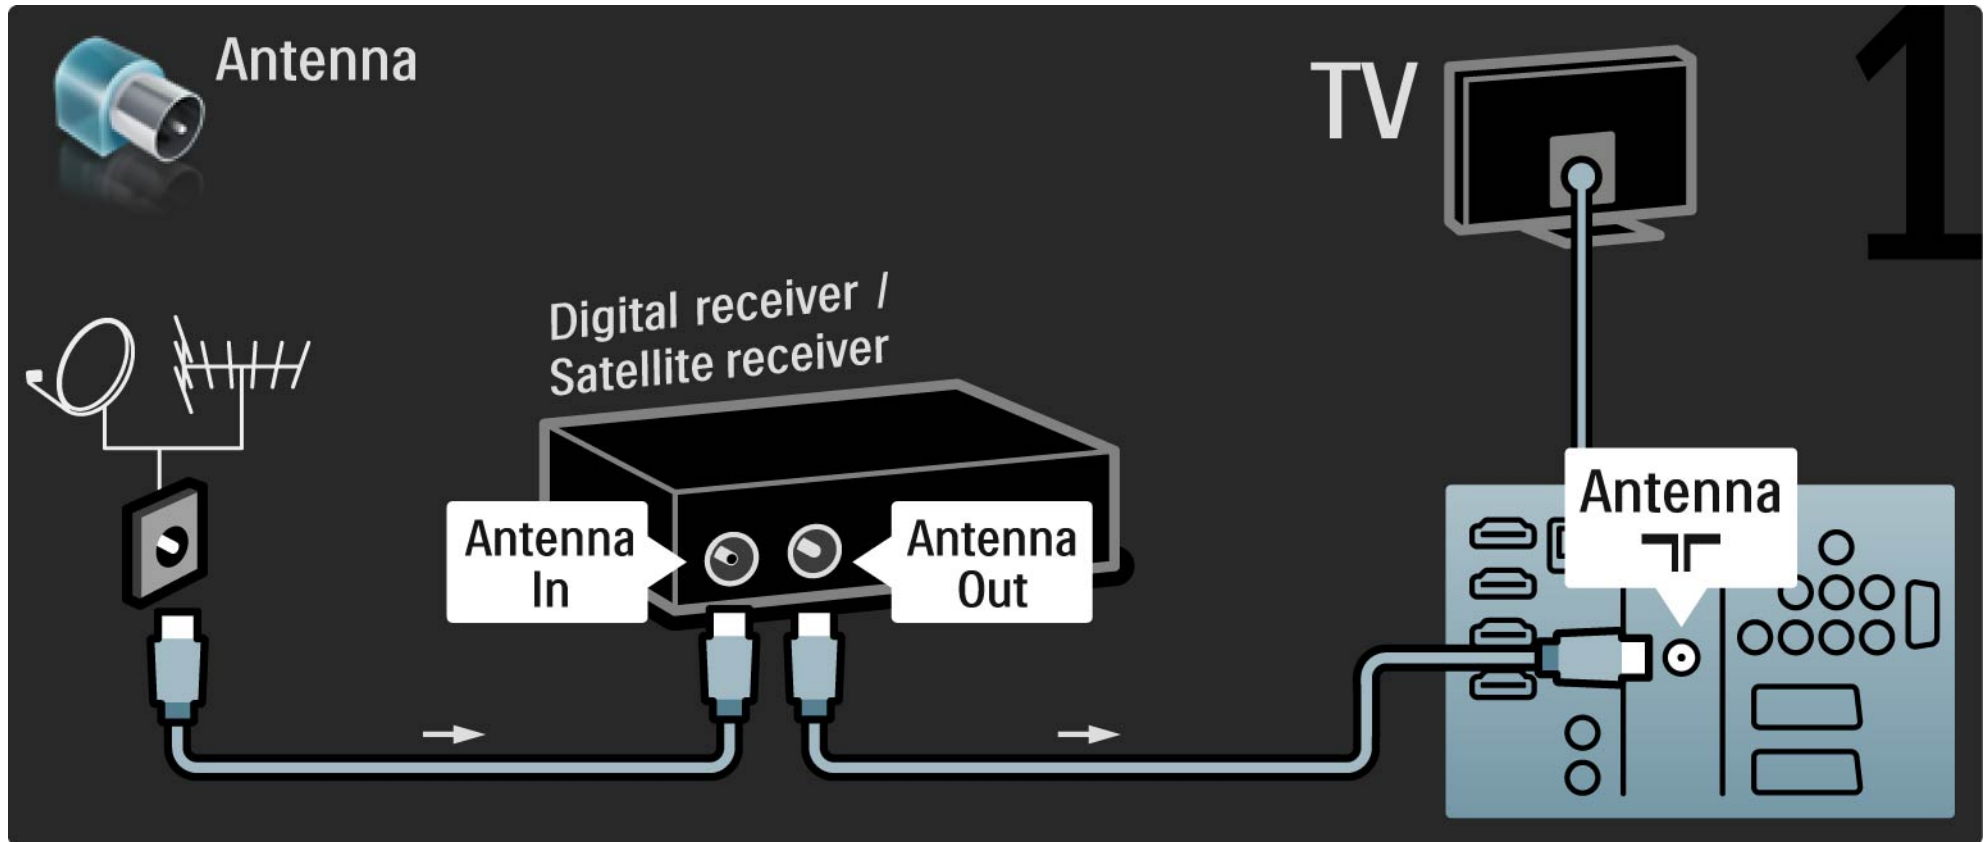 Antenna
TV
1
Digital receiver /
Satellite receiver
Antenna
In
Antenna
Out
Antenna